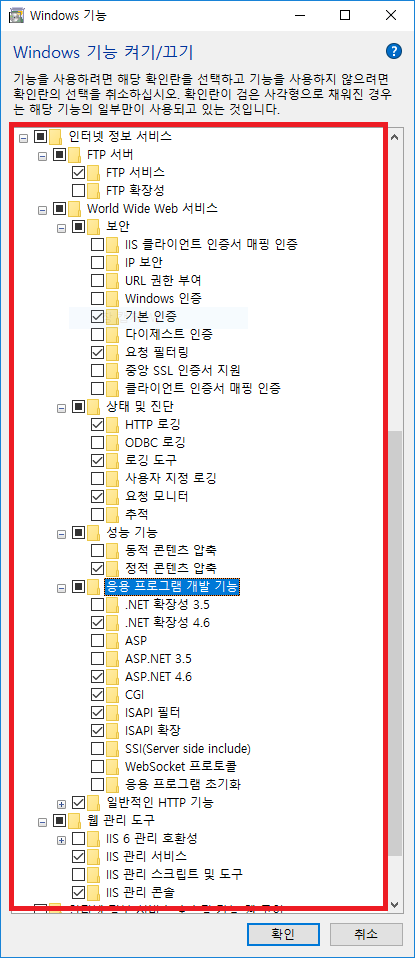 Windows 기능
Windows 기능 켜기/끄기
기능을 사용하려면 해당 확인란을 선택하고 기능을 사용하지 않으려면
확인란의 선택을 취소하십시오. 확인란이 검은 사각형으로 채워진 경우
는 해당 기능의 일부만이 사용되고 있는 것입니다.
인터넷 정보 서비스
FTP 서버
FTP 서비스
FTP 확장성
World Wide Web 서비스
보안
IIS 클라이언트 인증서 매핑 인증
IP 보안
URL 권한 부여
Windows 인증
기본 인증
다이제스트 인증
요청 필터링
중앙 SSL 인증서 지원
클라이언트 인증서 매핑 인증
상태 및 진단
HTTP 로깅
ODBC 로깅
로깅 도구
사용자 지정 로깅
요청 모니터
추적
성능 기능
동적 콘텐츠 압축
정적 콘텐츠 압축
응용 프로그램 개발 기능
.NET 확장성 3.5
.NET 확장성 4.6
ASP
ASP.NET 3.5
ASP.NET 4.6
CGI
ISAPI 필터
ISAPI 확장
SSI(Server side include)
WebSocket 프로토콜
응용 프로그램 초기화
일반적인 HTTP 기능
웹 관리 도구
IIS 6 관리 호환성
IIS 관리 서비스
IIS 관리 스크립트 및 도구
IIS 관리 콘솔
확인
취소